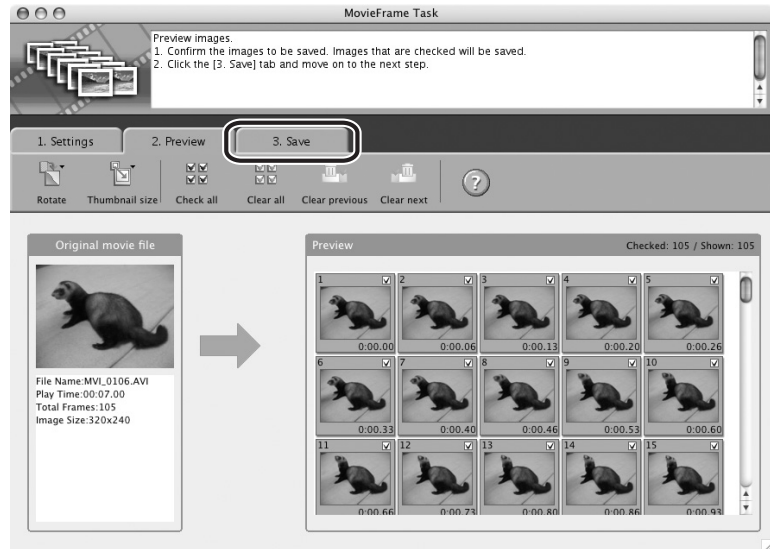 MovieFrame Task
Preview images.
1. Confirm the images to be saved. Images that are checked will be saved.
2. Click the [3. Save] tab and move on to the next step.
1. Settings
2. Preview
3. Save
Rotate
Thumbnail size
Check all
Clear all
Clear previous
Clear next
?
Original movie file
File Name:MVI_0106.AVI
Play Time:00:07.00
Total Frames:105
Image Size:320x240
Preview
Checked: 105 / Shown: 105
1 2 3 4 5
0:00.00 0:00.06 0:00.13 0:00.20 0:00.26
6 7 8 9 10
0:00.33 0:00.40 0:00.46 0:00.53 0:00.60
11 12 13 14 15
0:00.66 0:00.73 0:00.80 0:00.86 0:00.93